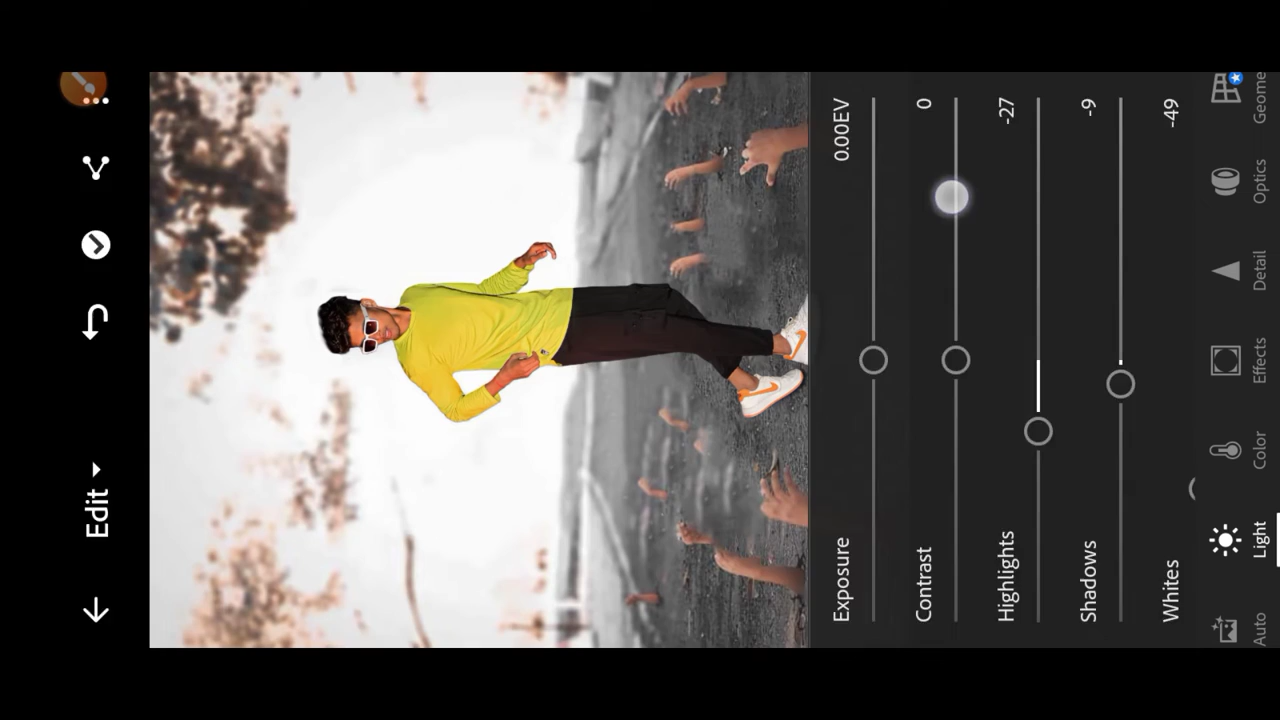 Edit
Exposure 0.00EV
Contrast 0
Highlights -27
Shadows -9
Whites -49
Auto
Light
Color
Effects
Detail
Optics
Geome